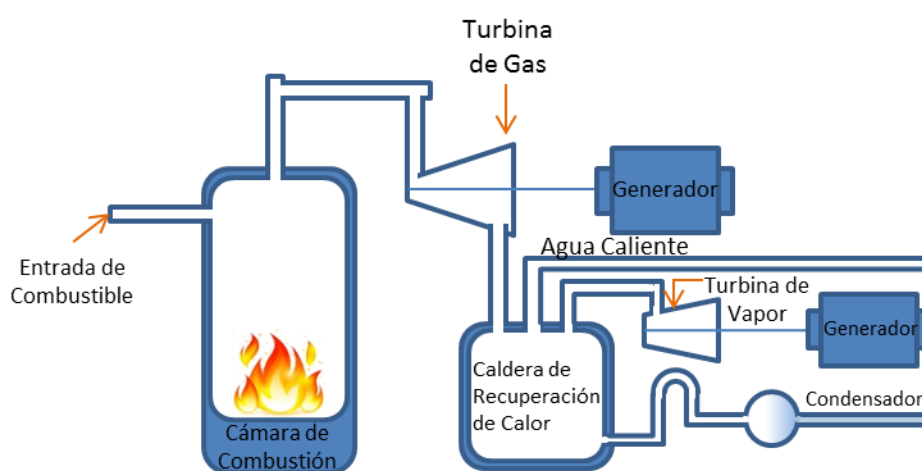 Turbina
de Gas
Generador
Entrada de
Combustible
Agua Caliente
Turbina de
Vapor
Generador
Caldera de
Recuperación
de Calor
Condensador
Cámara de
Combustión